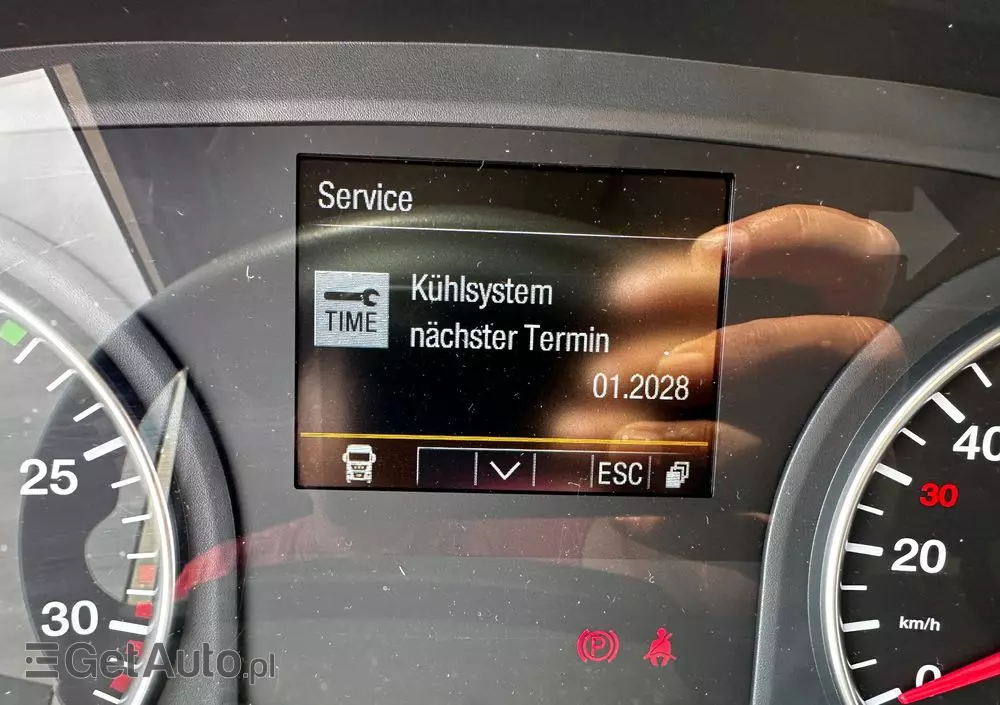 Service
TIME
Kühlsystem
nächster Termin
01.2028
ESC
25
30
40
30
20
km/h
0
P
GetAuto.pl